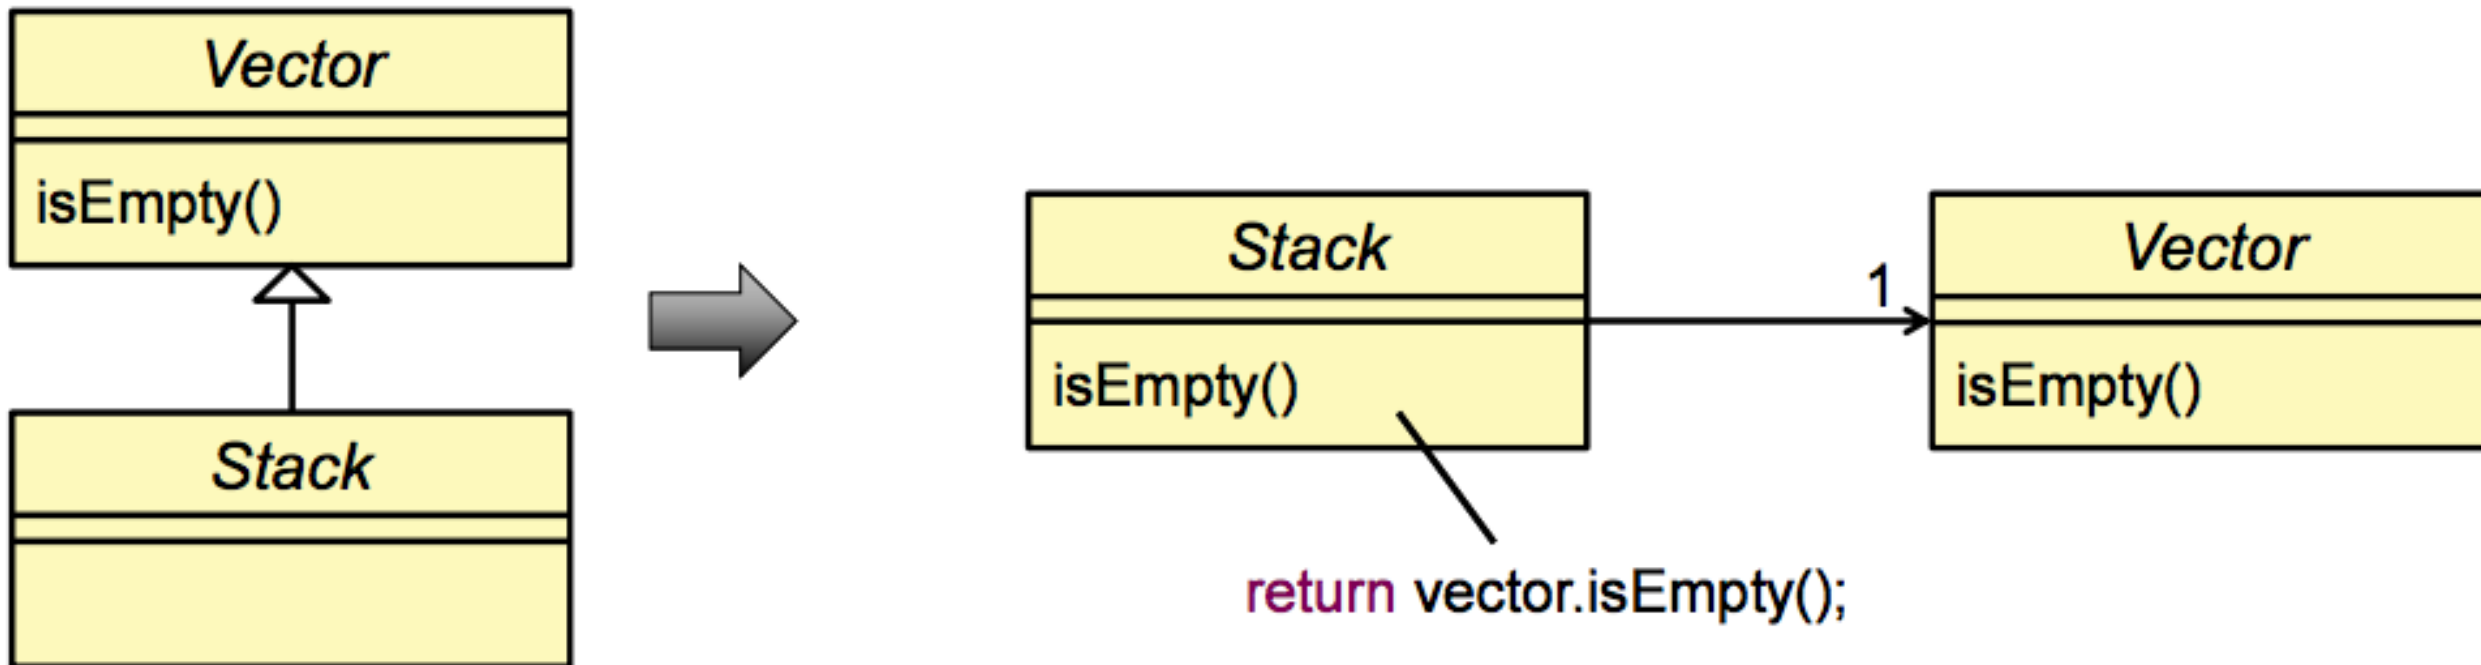 Vector
isEmpty()
Stack
Stack
isEmpty()
return vector.isEmpty();
1
Vector
isEmpty()